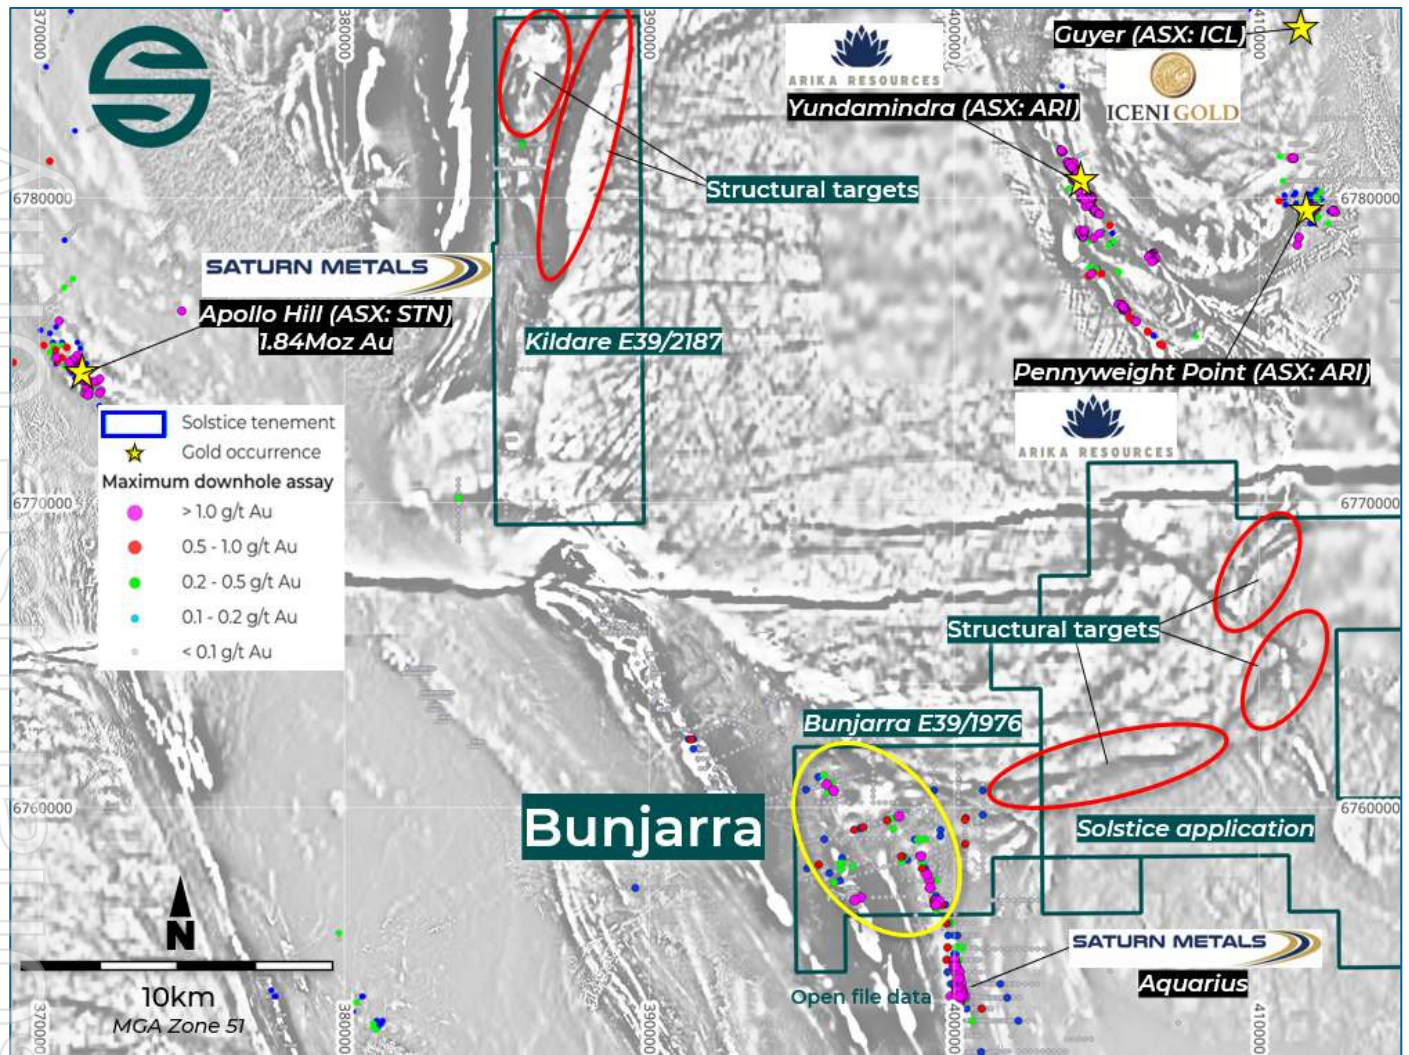 370000
380000
390000
400000
410000
Guyer (ASX: ICL)
ARIKA RESOURCES
ICENI GOLD
Yundamindra (ASX: ARI)
Structural targets
6780000
6780000
SATURN METALS
Apollo Hill (ASX: STN)
1.84Moz Au
Kildare E39/2187
Pennyweight Point (ASX: ARI)
ARIKA RESOURCES
Solstice tenement
Gold occurrence
Maximum downhole assay
> 1.0 g/t Au
0.5 - 1.0 g/t Au
0.2 - 0.5 g/t Au
0.1 - 0.2 g/t Au
< 0.1 g/t Au
6770000
6770000
Structural targets
Bunjarra E39/1976
6760000
6760000
Bunjarra
Solstice application
N
SATURN METALS
Aquarius
10km
MGA Zone 51
Open file data
370000
380000
390000
400000
410000